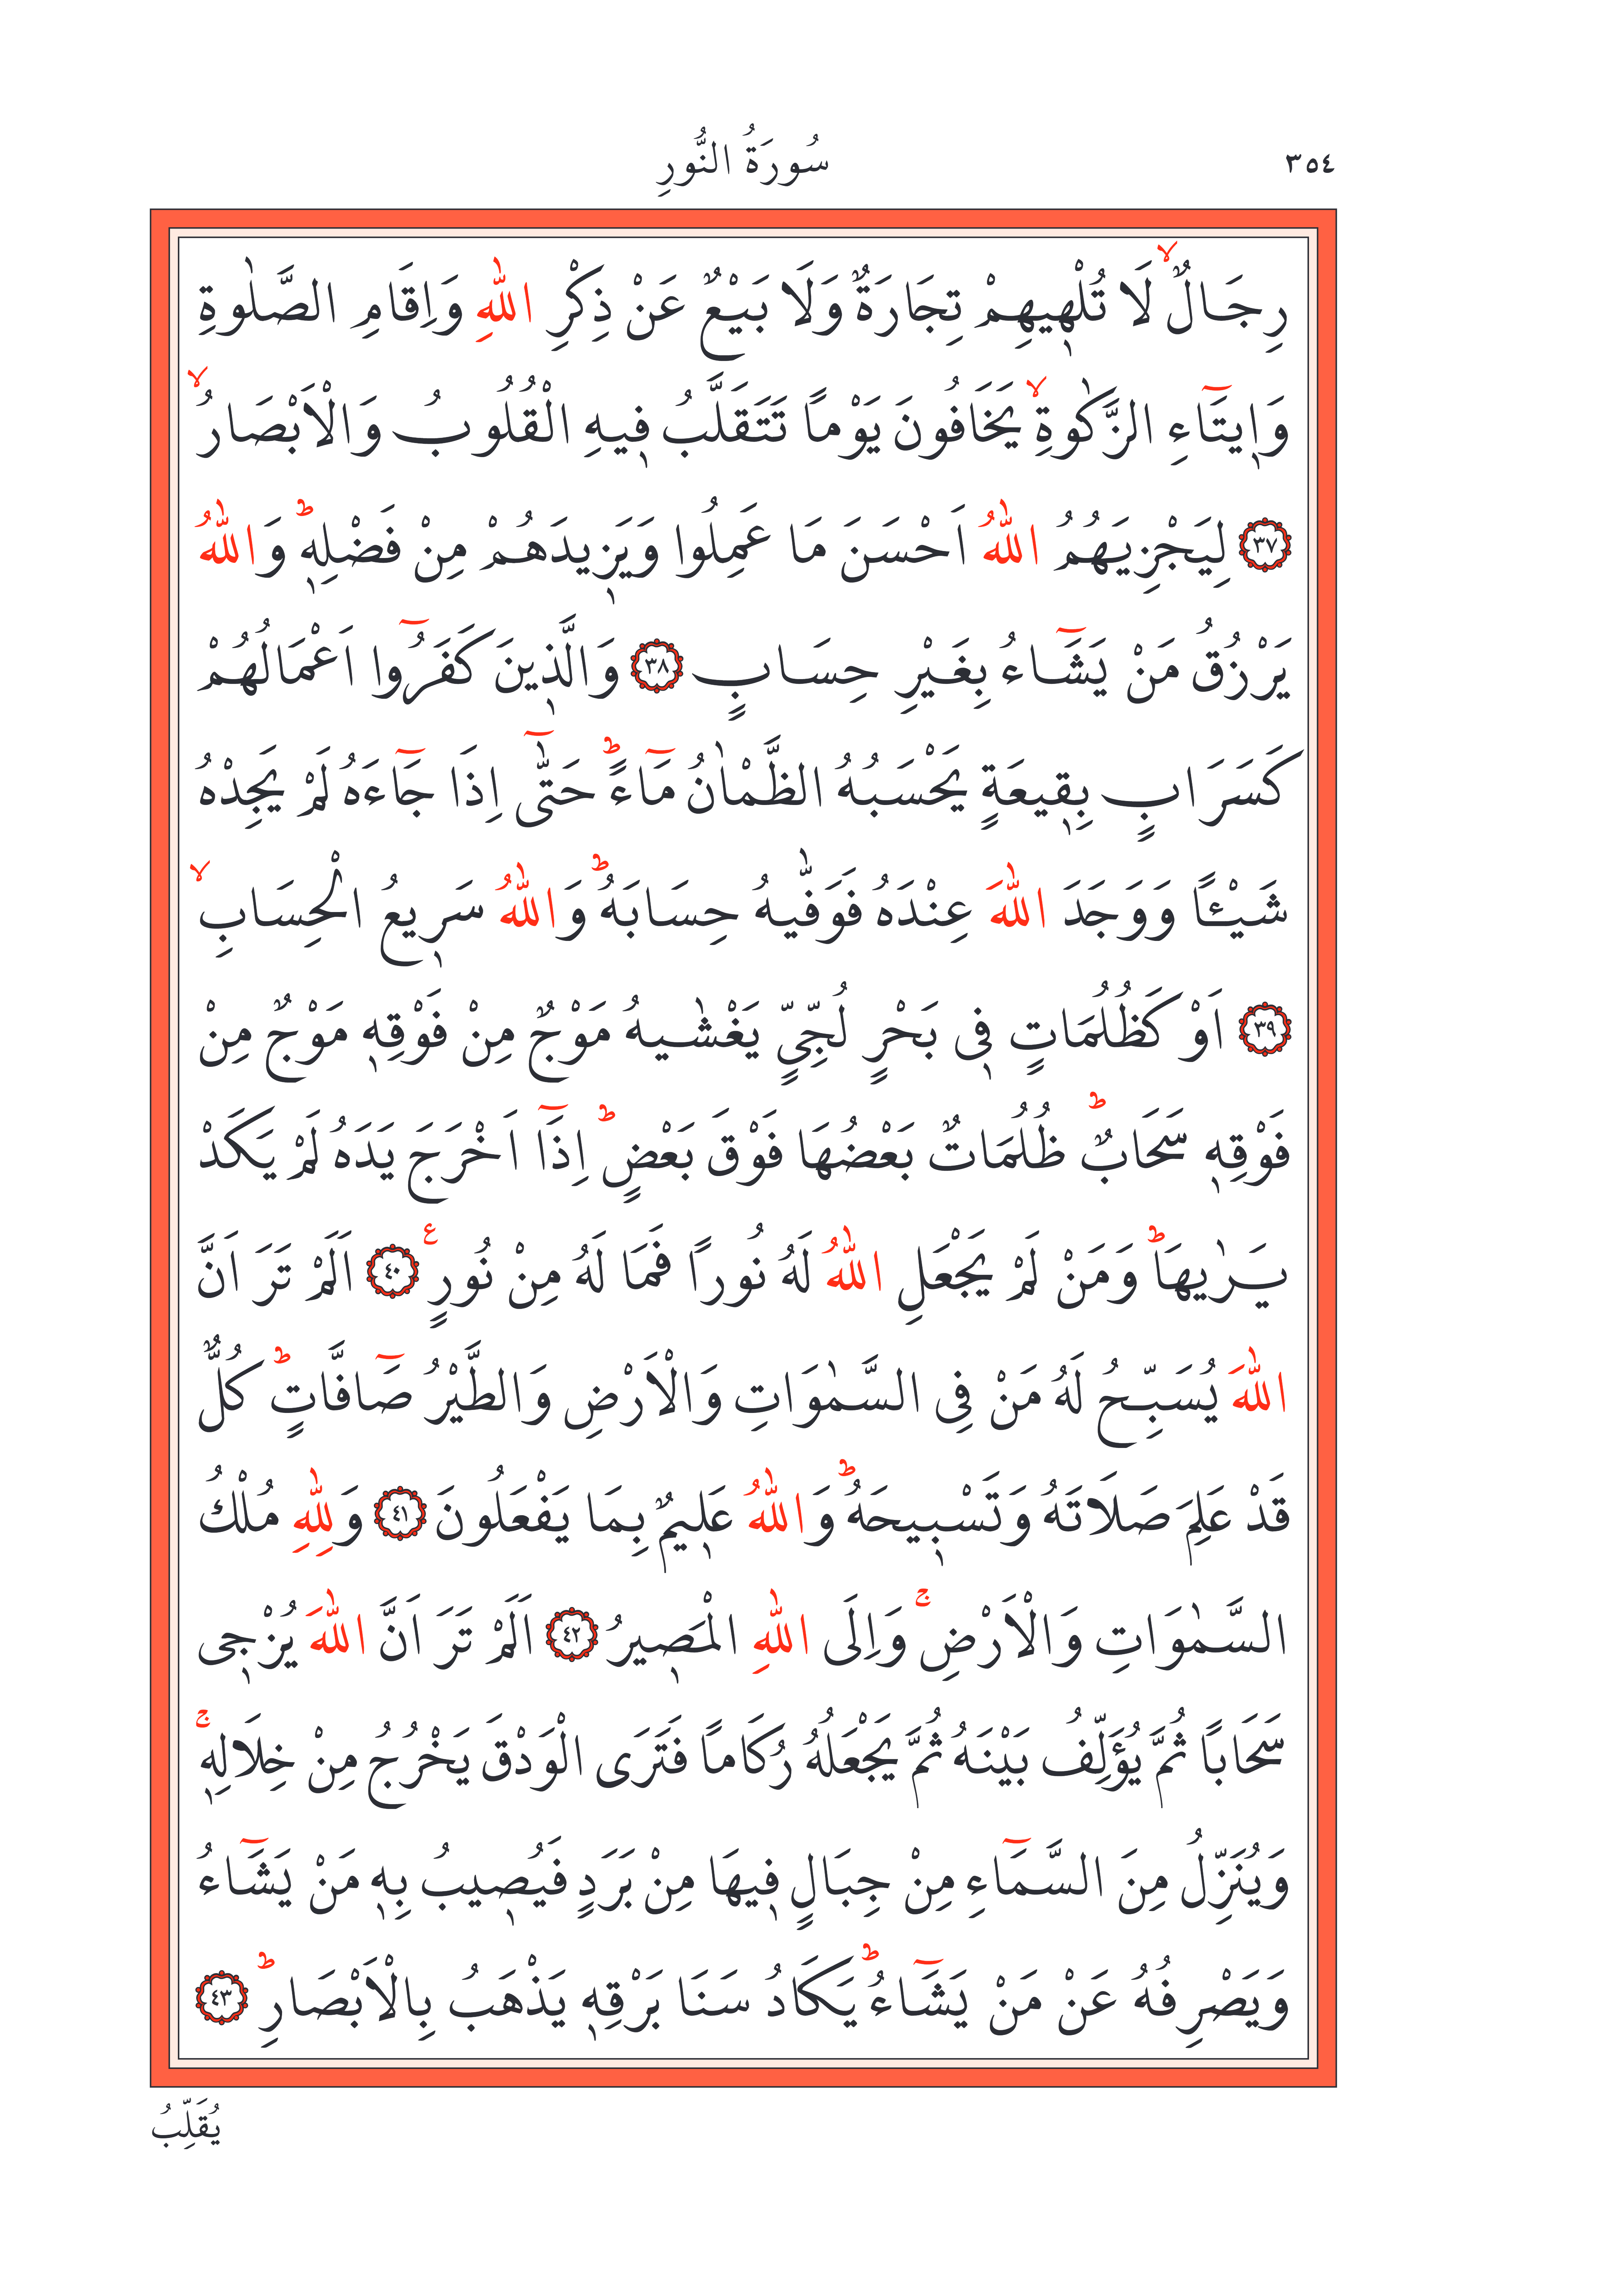 ٣٥٤
سُورَةُ النُّورِ
رِجَالٌۙ لَا تُلْه۪يهِمْ تِجَارَةٌ وَلَا بَيْعٌ عَنْ ذِكْرِ اللّٰهِ وَاِقَامِ الصَّلٰوةِ
وَا۪يتَٓاءِ الزَّكٰوةِۙ يَخَافُونَ يَوْمًا تَتَقَلَّبُ ف۪يهِ الْقُلُوبُ وَالْاَبْصَارُۙ
﴿٣٧﴾ لِيَجْزِيَهُمُ اللّٰهُ اَحْسَنَ مَا عَمِلُوا وَيَز۪يدَهُمْ مِنْ فَضْلِه۪ۜ وَاللّٰهُ
يَرْزُقُ مَنْ يَشَٓاءُ بِغَيْرِ حِسَابٍ ﴿٣٨﴾ وَالَّذ۪ينَ كَفَرُٓوا اَعْمَالُهُمْ
كَسَرَابٍ بِق۪يعَةٍ يَحْسَبُهُ الظَّمْاٰنُ مَٓاءًۜ حَتّٰٓى اِذَا جَٓاءَهُ لَمْ يَجِدْهُ
شَيْـًٔا وَوَجَدَ اللّٰهَ عِنْدَهُ فَوَفّٰيهُ حِسَابَهُۜ وَاللّٰهُ سَر۪يعُ الْحِسَابِۙ
﴿٣٩﴾ اَوْ كَظُلُمَاتٍ ف۪ي بَحْرٍ لُجِّيٍّ يَغْشٰيهُ مَوْجٌ مِنْ فَوْقِه۪ مَوْجٌ مِنْ
فَوْقِه۪ سَحَابٌۜ ظُلُمَاتٌ بَعْضُهَا فَوْقَ بَعْضٍۜ اِذَٓا اَخْرَجَ يَدَهُ لَمْ يَكَدْ
يَرٰيهَاۜ وَمَنْ لَمْ يَجْعَلِ اللّٰهُ لَهُ نُورًا فَمَا لَهُ مِنْ نُورٍ۟ ﴿٤٠﴾ اَلَمْ تَرَ اَنَّ
اللّٰهَ يُسَبِّحُ لَهُ مَنْ فِي السَّمٰوَاتِ وَالْاَرْضِ وَالطَّيْرُ صَٓافَّاتٍۜ كُلٌّ
قَدْ عَلِمَ صَلَاتَهُ وَتَسْب۪يحَهُۜ وَاللّٰهُ عَل۪يمٌ بِمَا يَفْعَلُونَ ﴿٤١﴾ وَلِلّٰهِ مُلْكُ
السَّمٰوَاتِ وَالْاَرْضِۚ وَاِلَى اللّٰهِ الْمَص۪يرُ ﴿٤٢﴾ اَلَمْ تَرَ اَنَّ اللّٰهَ يُزْج۪ي
سَحَابًا ثُمَّ يُؤَلِّفُ بَيْنَهُ ثُمَّ يَجْعَلُهُ رُكَامًا فَتَرَى الْوَدْقَ يَخْرُجُ مِنْ خِلَالِه۪ۚ
وَيُنَزِّلُ مِنَ السَّمَٓاءِ مِنْ جِبَالٍ ف۪يهَا مِنْ بَرَدٍ فَيُص۪يبُ بِه۪ مَنْ يَشَٓاءُ
وَيَصْرِفُهُ عَنْ مَنْ يَشَٓاءُۜ يَكَادُ سَنَا بَرْقِه۪ يَذْهَبُ بِالْاَبْصَارِۜ ﴿٤٣﴾
يُقَلِّبُ